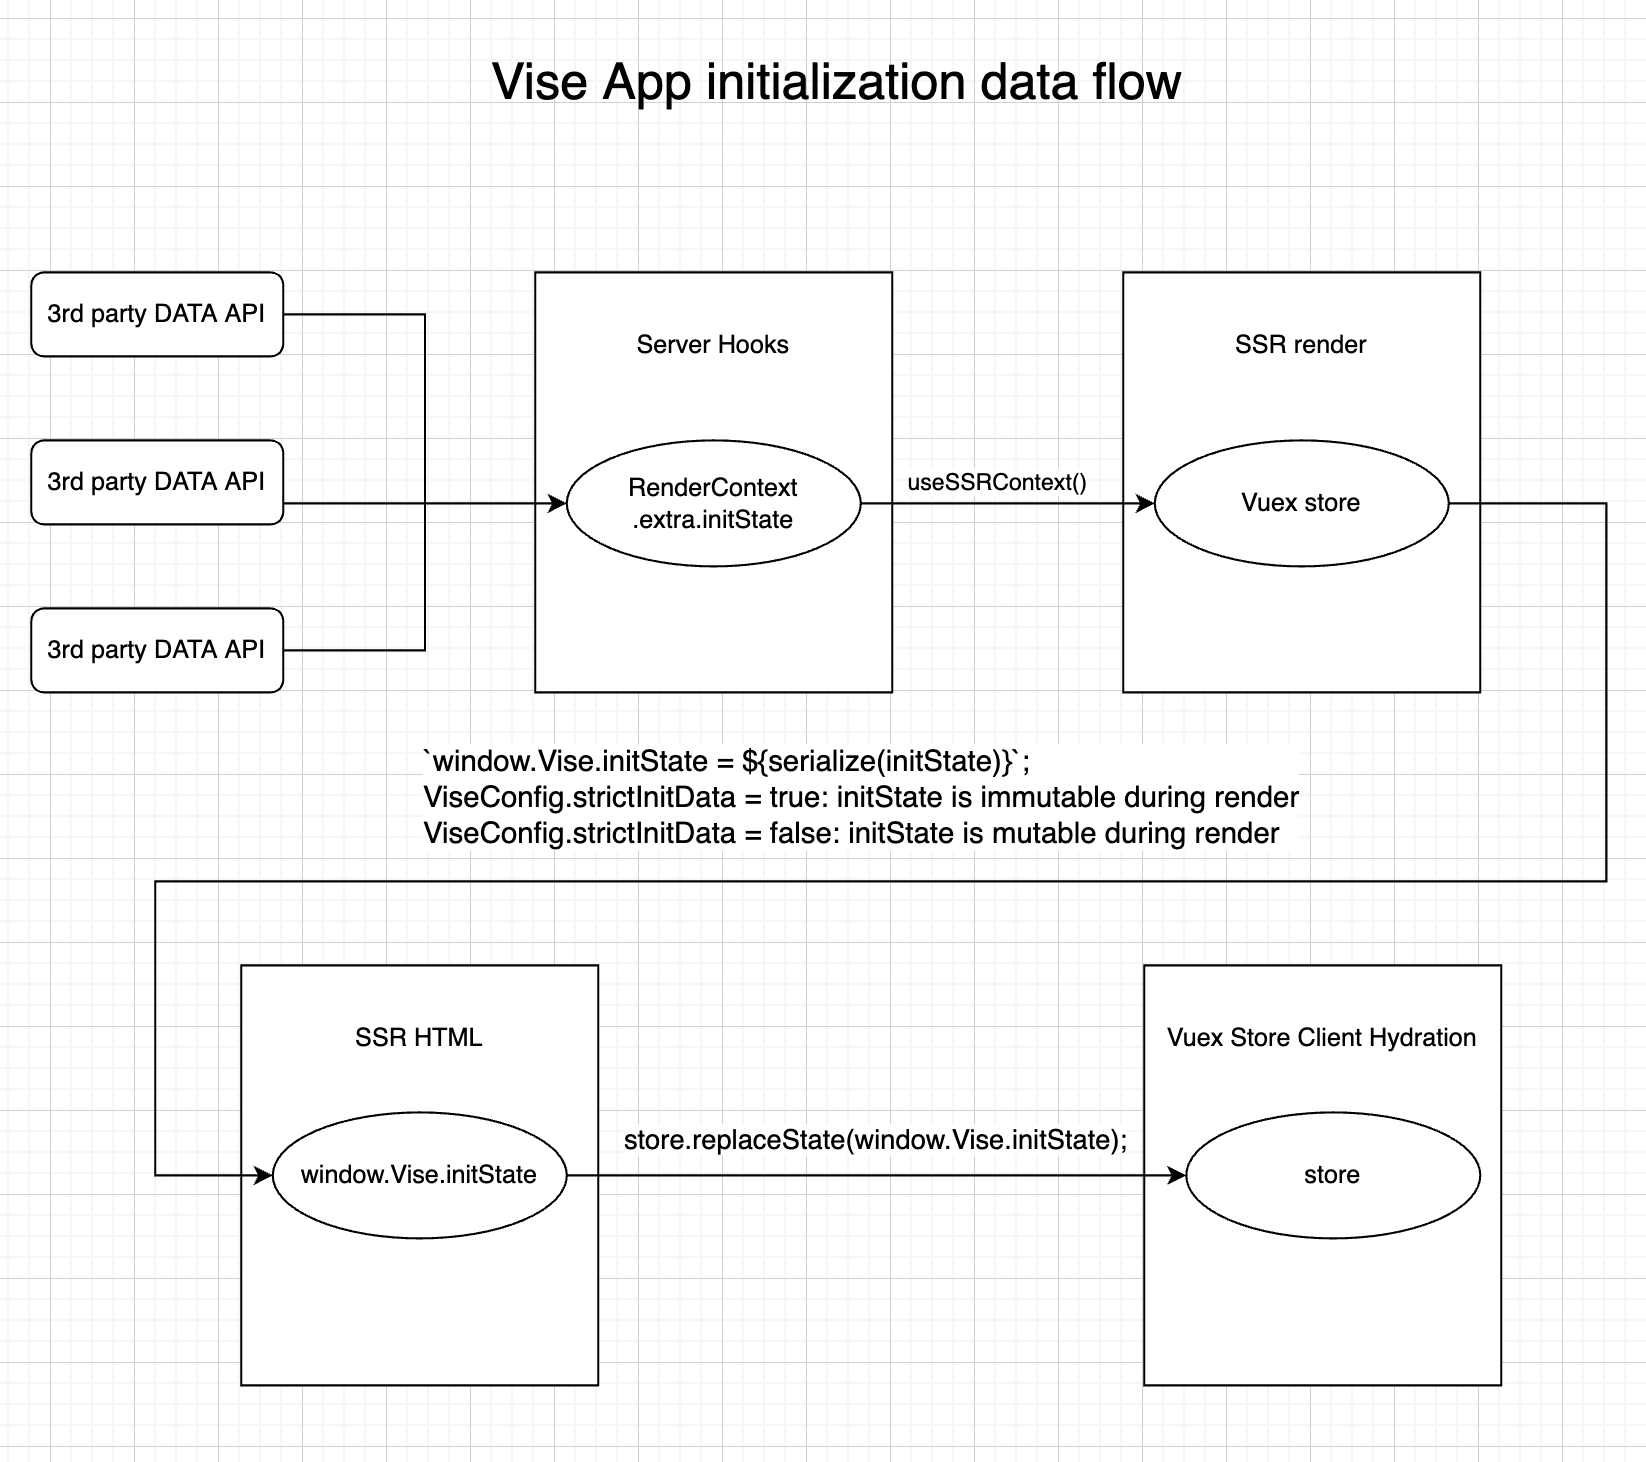 Vise App initialization data flow
3rd party DATA API
Server Hooks
SSR render
3rd party DATA API
RenderContext
.extra.initState
useSSRContext()
Vuex store
3rd party DATA API
`window.Vise.initState = ${serialize(initState)}`;
ViseConfig.strictInitData = true: initState is immutable during render
ViseConfig.strictInitData = false: initState is mutable during render
SSR HTML
Vuex Store Client Hydration
window.Vise.initState
store.replaceState(window.Vise.initState);
store